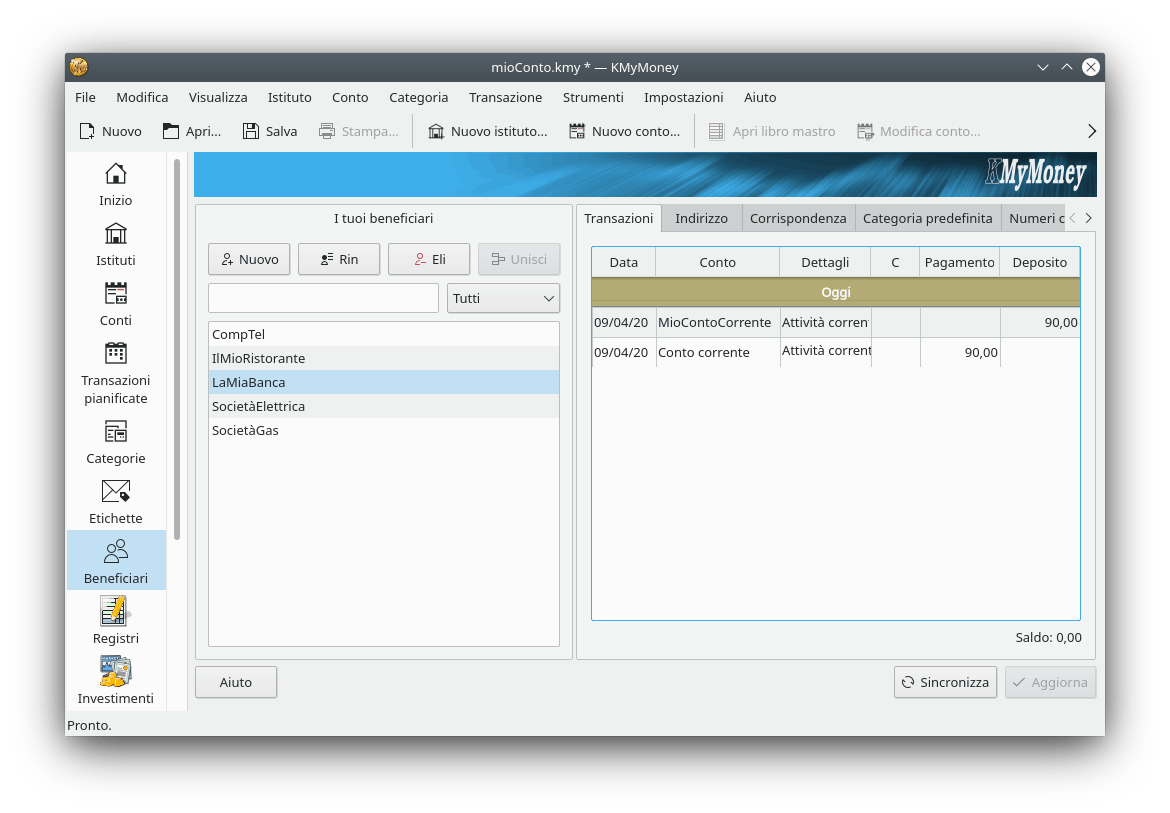 mioConto.kmy * — KMyMoney
File Modifica Visualizza Istituto Conto Categoria Transazione Strumenti Impostazioni Aiuto
Nuovo Apri... Salva Stampa... Nuovo istituto... Nuovo conto... Apri libro mastro Modifica conto...
KMyMoney
Inizio
Istituti
Conti
Transazioni
pianificate
Categorie
Etichette
Beneficiari
Registri
Investimenti
I tuoi beneficiari
Nuovo Rin Eli Unisci
Tutti
CompTel
IlMioRistorante
LaMiaBanca
SocietàElettrica
SocietàGas
Transazioni Indirizzo Corrispondenza Categoria predefinita Numeri c
Data Conto Dettagli C Pagamento Deposito
Oggi
09/04/20 MioContoCorrente Attività corren 90,00
09/04/20 Conto corrente Attività corrent 90,00
Saldo: 0,00
Aiuto Sincronizza Aggiorna
Pronto.